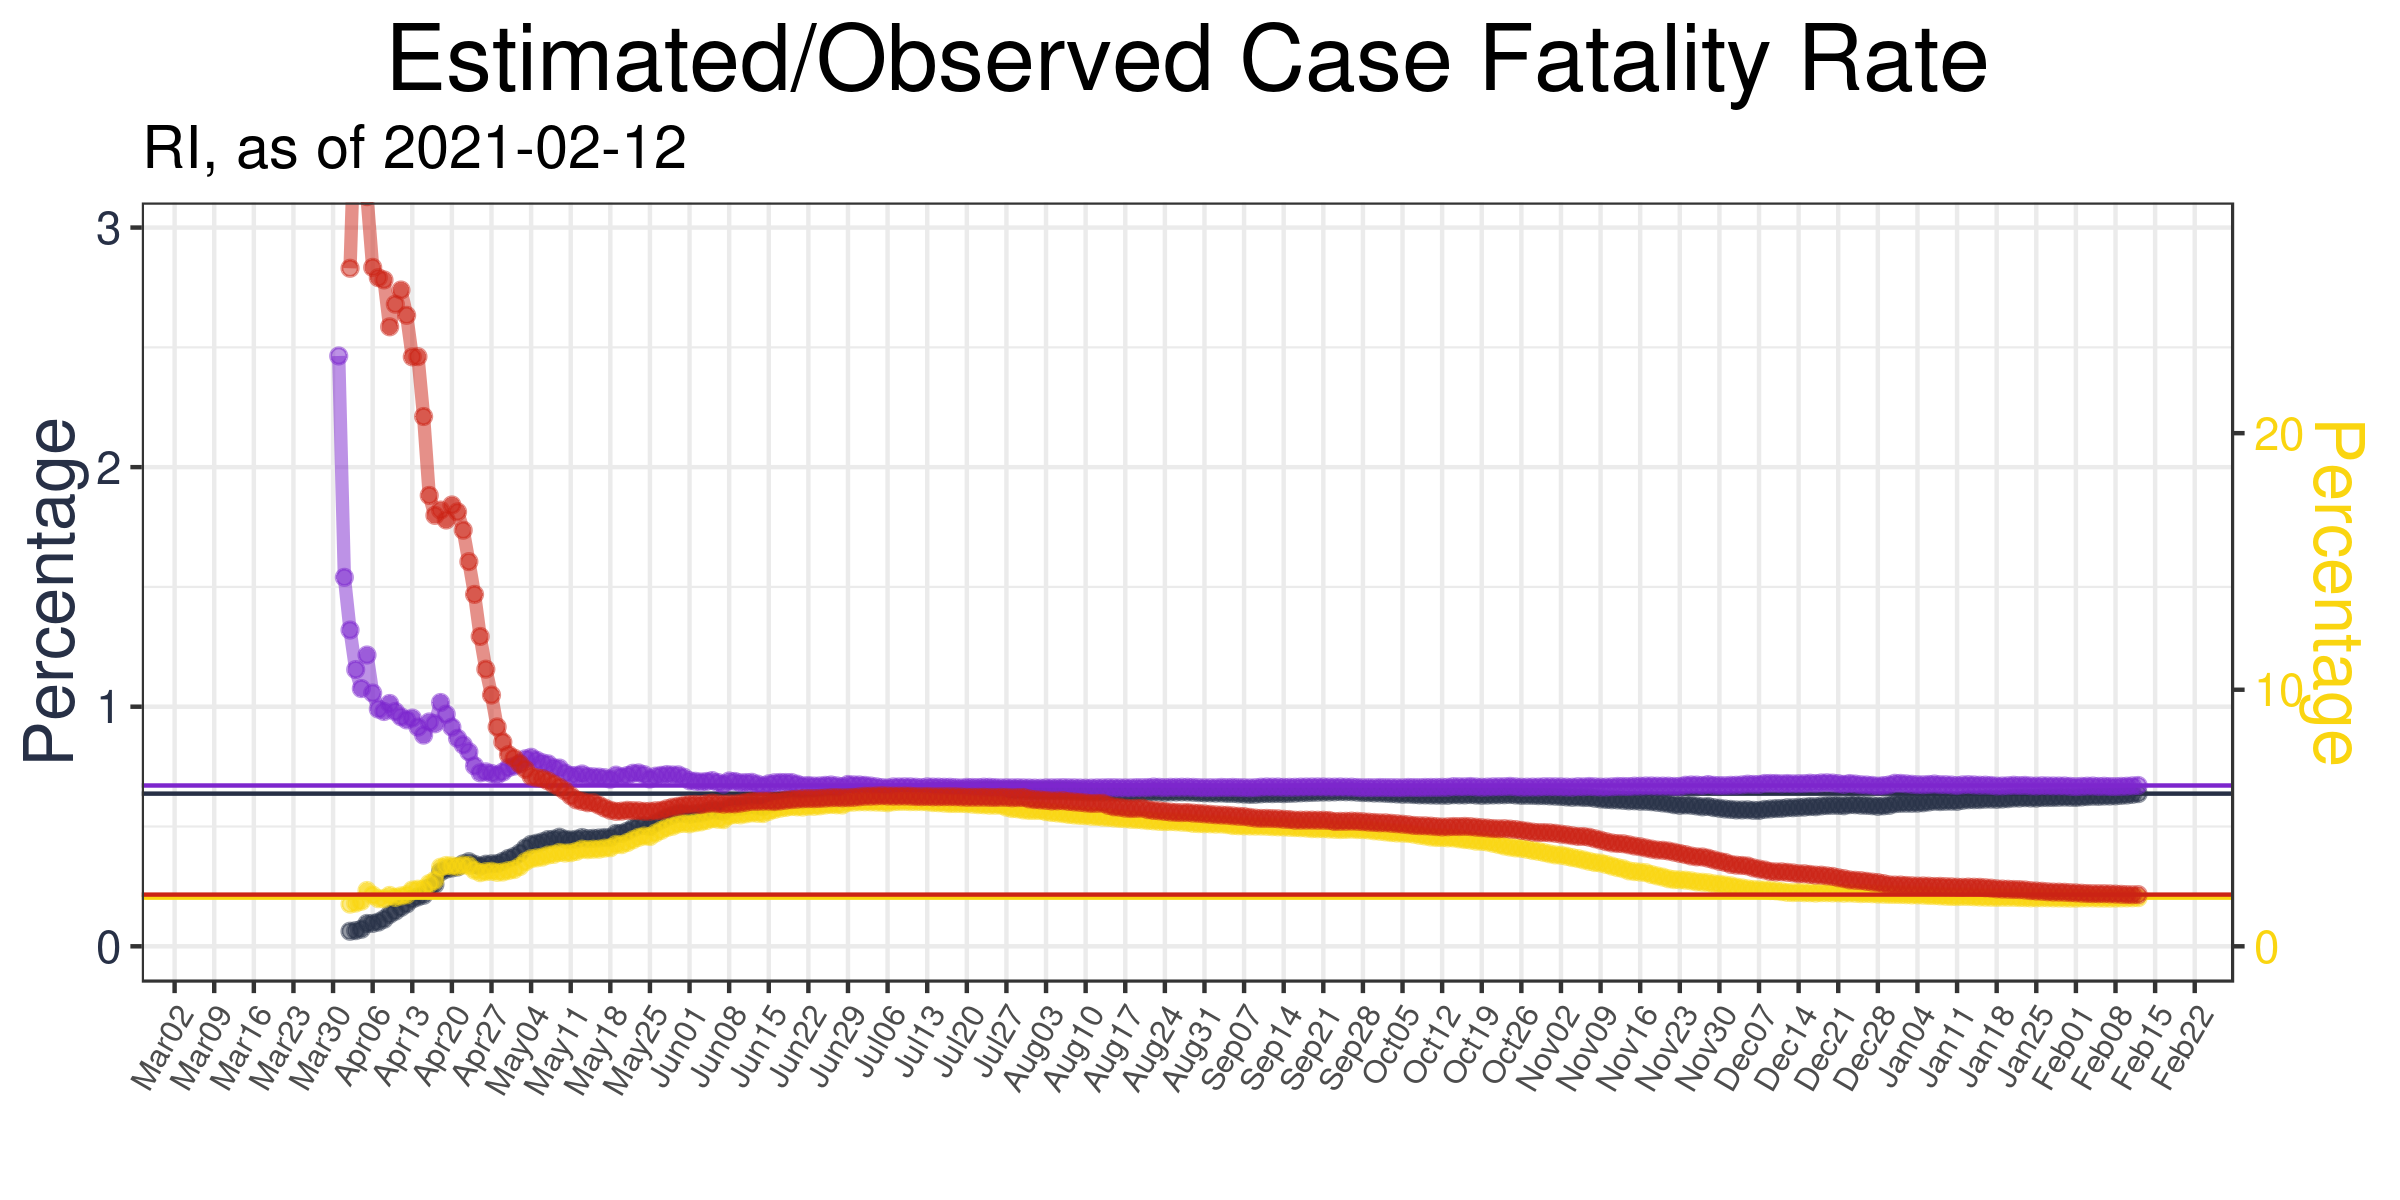 Estimated/Observed Case Fatality Rate
RI, as of 2021-02-12
Percentage
3
2
1
0
20
10
0
Percentage
Mar02
Mar09
Mar16
Mar23
Mar30
Apr06
Apr13
Apr20
Apr27
May04
May11
May18
May25
Jun01
Jun08
Jun15
Jun22
Jun29
Jul06
Jul13
Jul20
Jul27
Aug03
Aug10
Aug17
Aug24
Aug31
Sep07
Sep14
Sep21
Sep28
Oct05
Oct12
Oct19
Oct26
Nov02
Nov09
Nov16
Nov23
Nov30
Dec07
Dec14
Dec21
Dec28
Jan04
Jan11
Jan18
Jan25
Feb01
Feb08
Feb15
Feb22